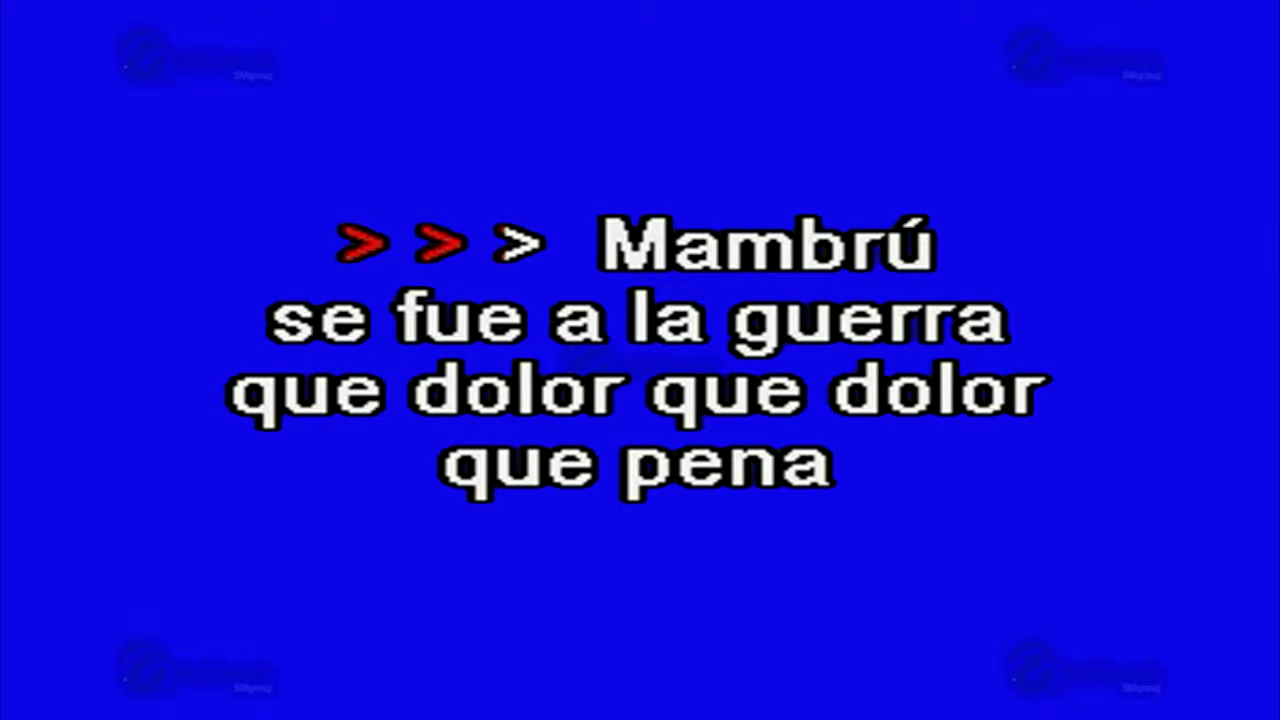 > > > Mambrú
se fue a la guerra
que dolor que dolor
que pena